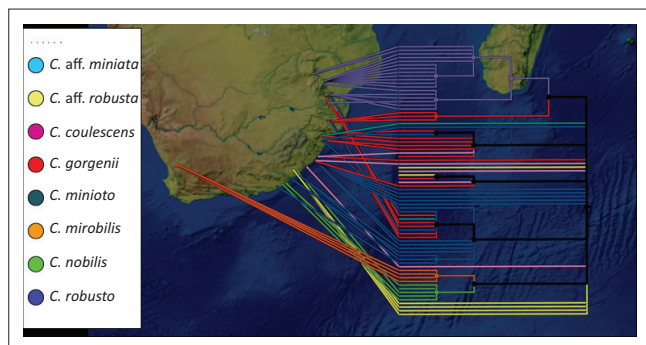 C. aff. miniata
C. aff. robusta
C. coulescens
C. gorgenii
C. minioto
C. mirobilis
C. nobilis
C. robusto